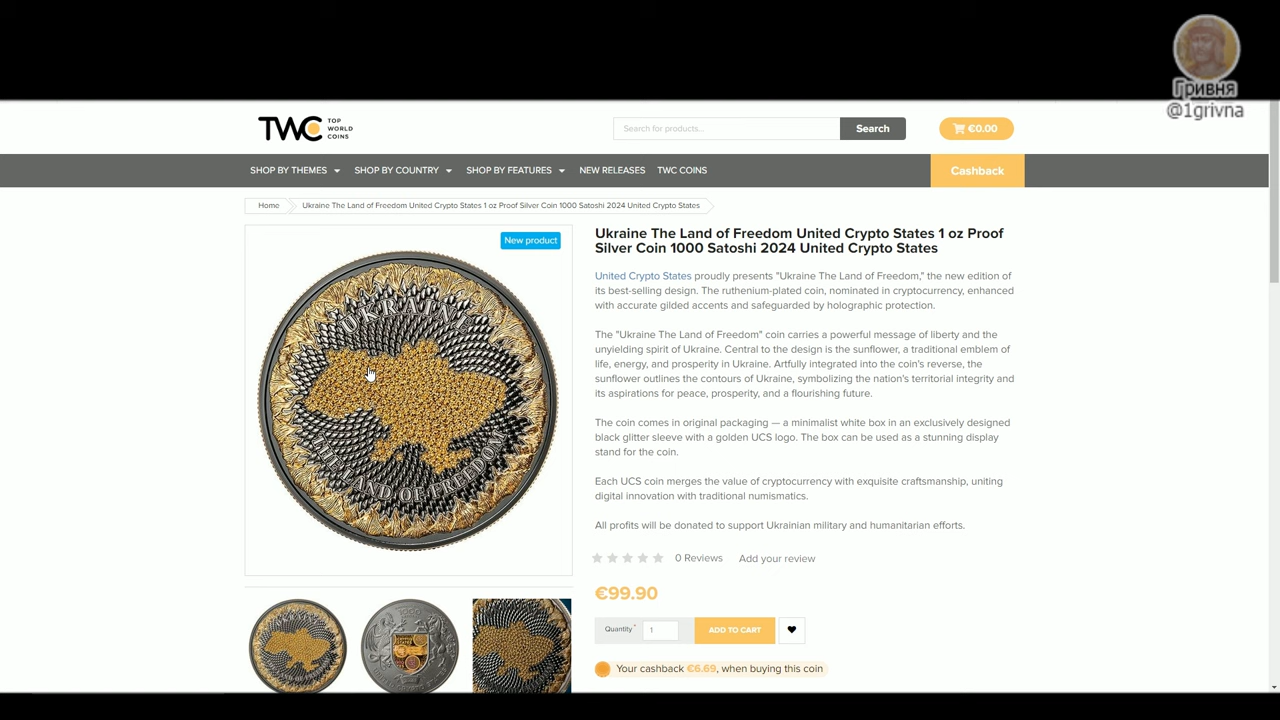 Гривня
@1grivna
TWC TOP
WORLD
COINS
Search for products...
Search
€0.00
SHOP BY THEMES
SHOP BY COUNTRY
SHOP BY FEATURES
NEW RELEASES
TWC COINS
Cashback
Home
Ukraine The Land of Freedom United Crypto States 1 oz Proof Silver Coin 1000 Satoshi 2024 United Crypto States
New product
UKRAINE
THE LAND OF FREEDOM
Ukraine The Land of Freedom United Crypto States 1 oz Proof
Silver Coin 1000 Satoshi 2024 United Crypto States
United Crypto States proudly presents "Ukraine The Land of Freedom," the new edition of
its best-selling design. The ruthenium-plated coin, nominated in cryptocurrency, enhanced
with accurate gilded accents and safeguarded by holographic protection.
The "Ukraine The Land of Freedom" coin carries a powerful message of liberty and the
unyielding spirit of Ukraine. Central to the design is the sunflower, a traditional emblem of
life, energy, and prosperity in Ukraine. Artfully integrated into the coin's reverse, the
sunflower outlines the contours of Ukraine, symbolizing the nation's territorial integrity and
its aspirations for peace, prosperity, and a flourishing future.
The coin comes in original packaging — a minimalist white box in an exclusively designed
black glitter sleeve with a golden UCS logo. The box can be used as a stunning display
stand for the coin.
Each UCS coin merges the value of cryptocurrency with exquisite craftsmanship, uniting
digital innovation with traditional numismatics.
All profits will be donated to support Ukrainian military and humanitarian efforts.
0 Reviews
Add your review
€99.90
Quantity *
1
ADD TO CART
Your cashback €6.69, when buying this coin